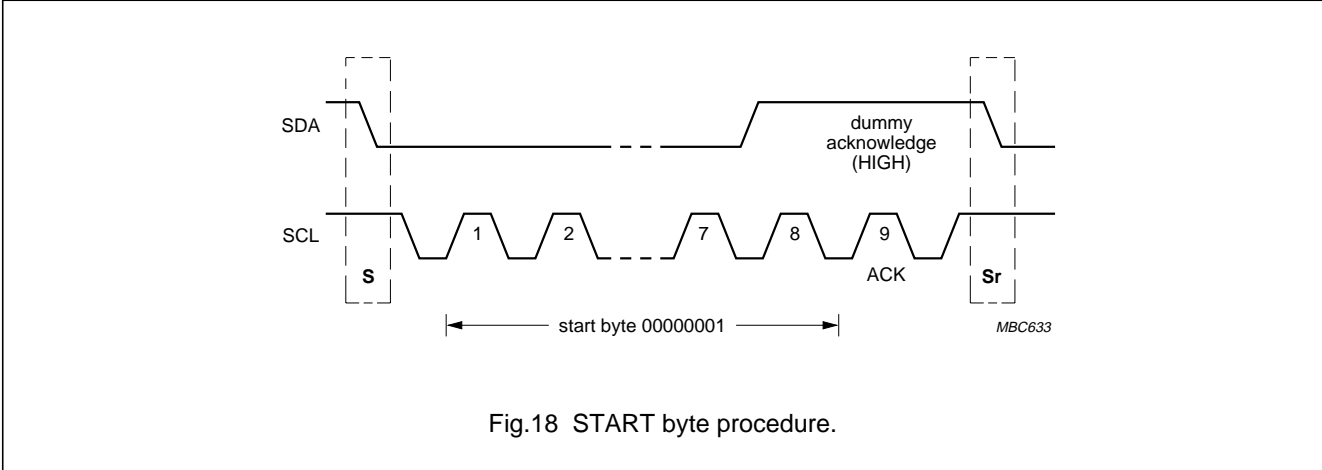 SDA
dummy
acknowledge
(HIGH)
SCL
1 2 7 8 9
S
ACK
Sr
start byte 00000001
MBC633
Fig.18 START byte procedure.